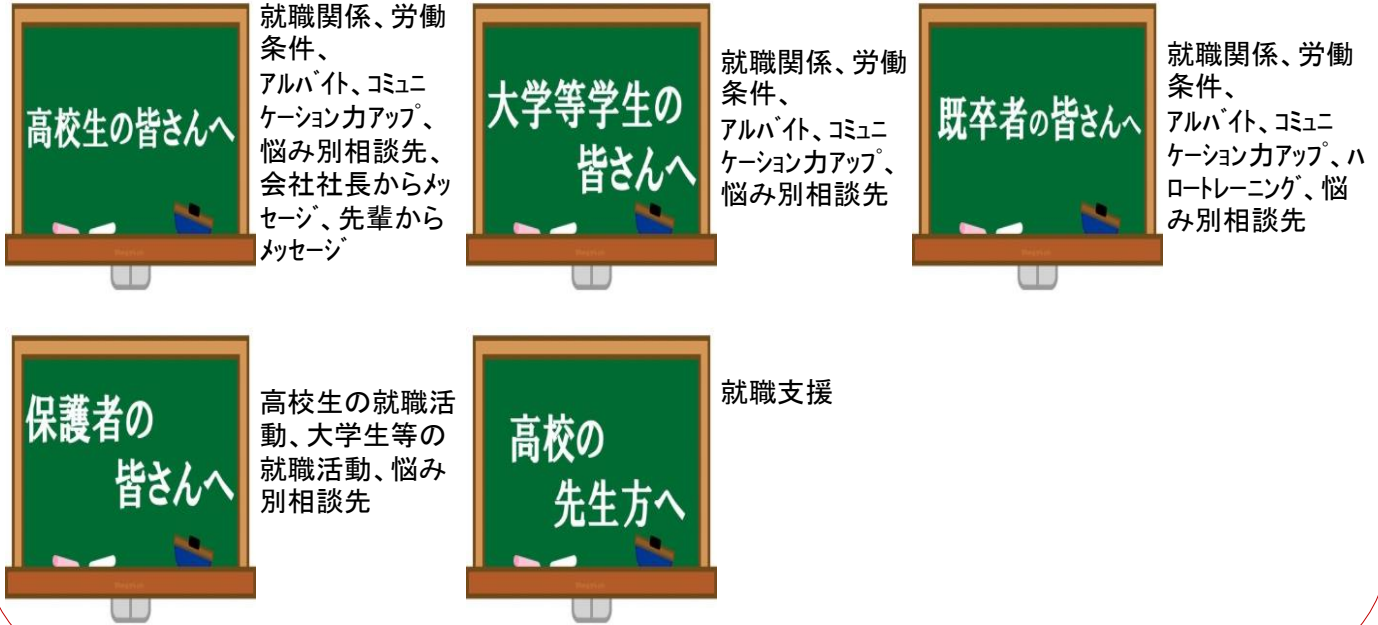 高校生の皆さんへ
就職関係、労働
条件、
ｱﾙﾊﾞｲﾄ、ｺﾐｭﾆ
ｹｰｼｮﾝ力ｱｯﾌﾟ、
悩み別相談先、
会社社長からﾒｯ
ｾｰｼﾞ、先輩から
ﾒｯｾｰｼﾞ
大学等学生の
皆さんへ
就職関係、労働
条件、
ｱﾙﾊﾞｲﾄ、ｺﾐｭﾆ
ｹｰｼｮﾝ力ｱｯﾌﾟ、
悩み別相談先
既卒者の皆さんへ
就職関係、労働
条件、
ｱﾙﾊﾞｲﾄ、ｺﾐｭﾆ
ｹｰｼｮﾝ力ｱｯﾌﾟ、ﾊ
ﾛｰﾄﾚｰﾆﾝｸﾞ、悩
み別相談先
保護者の
皆さんへ
高校生の就職活
動、大学生等の
就職活動、悩み
別相談先
高校の
先生方へ
就職支援